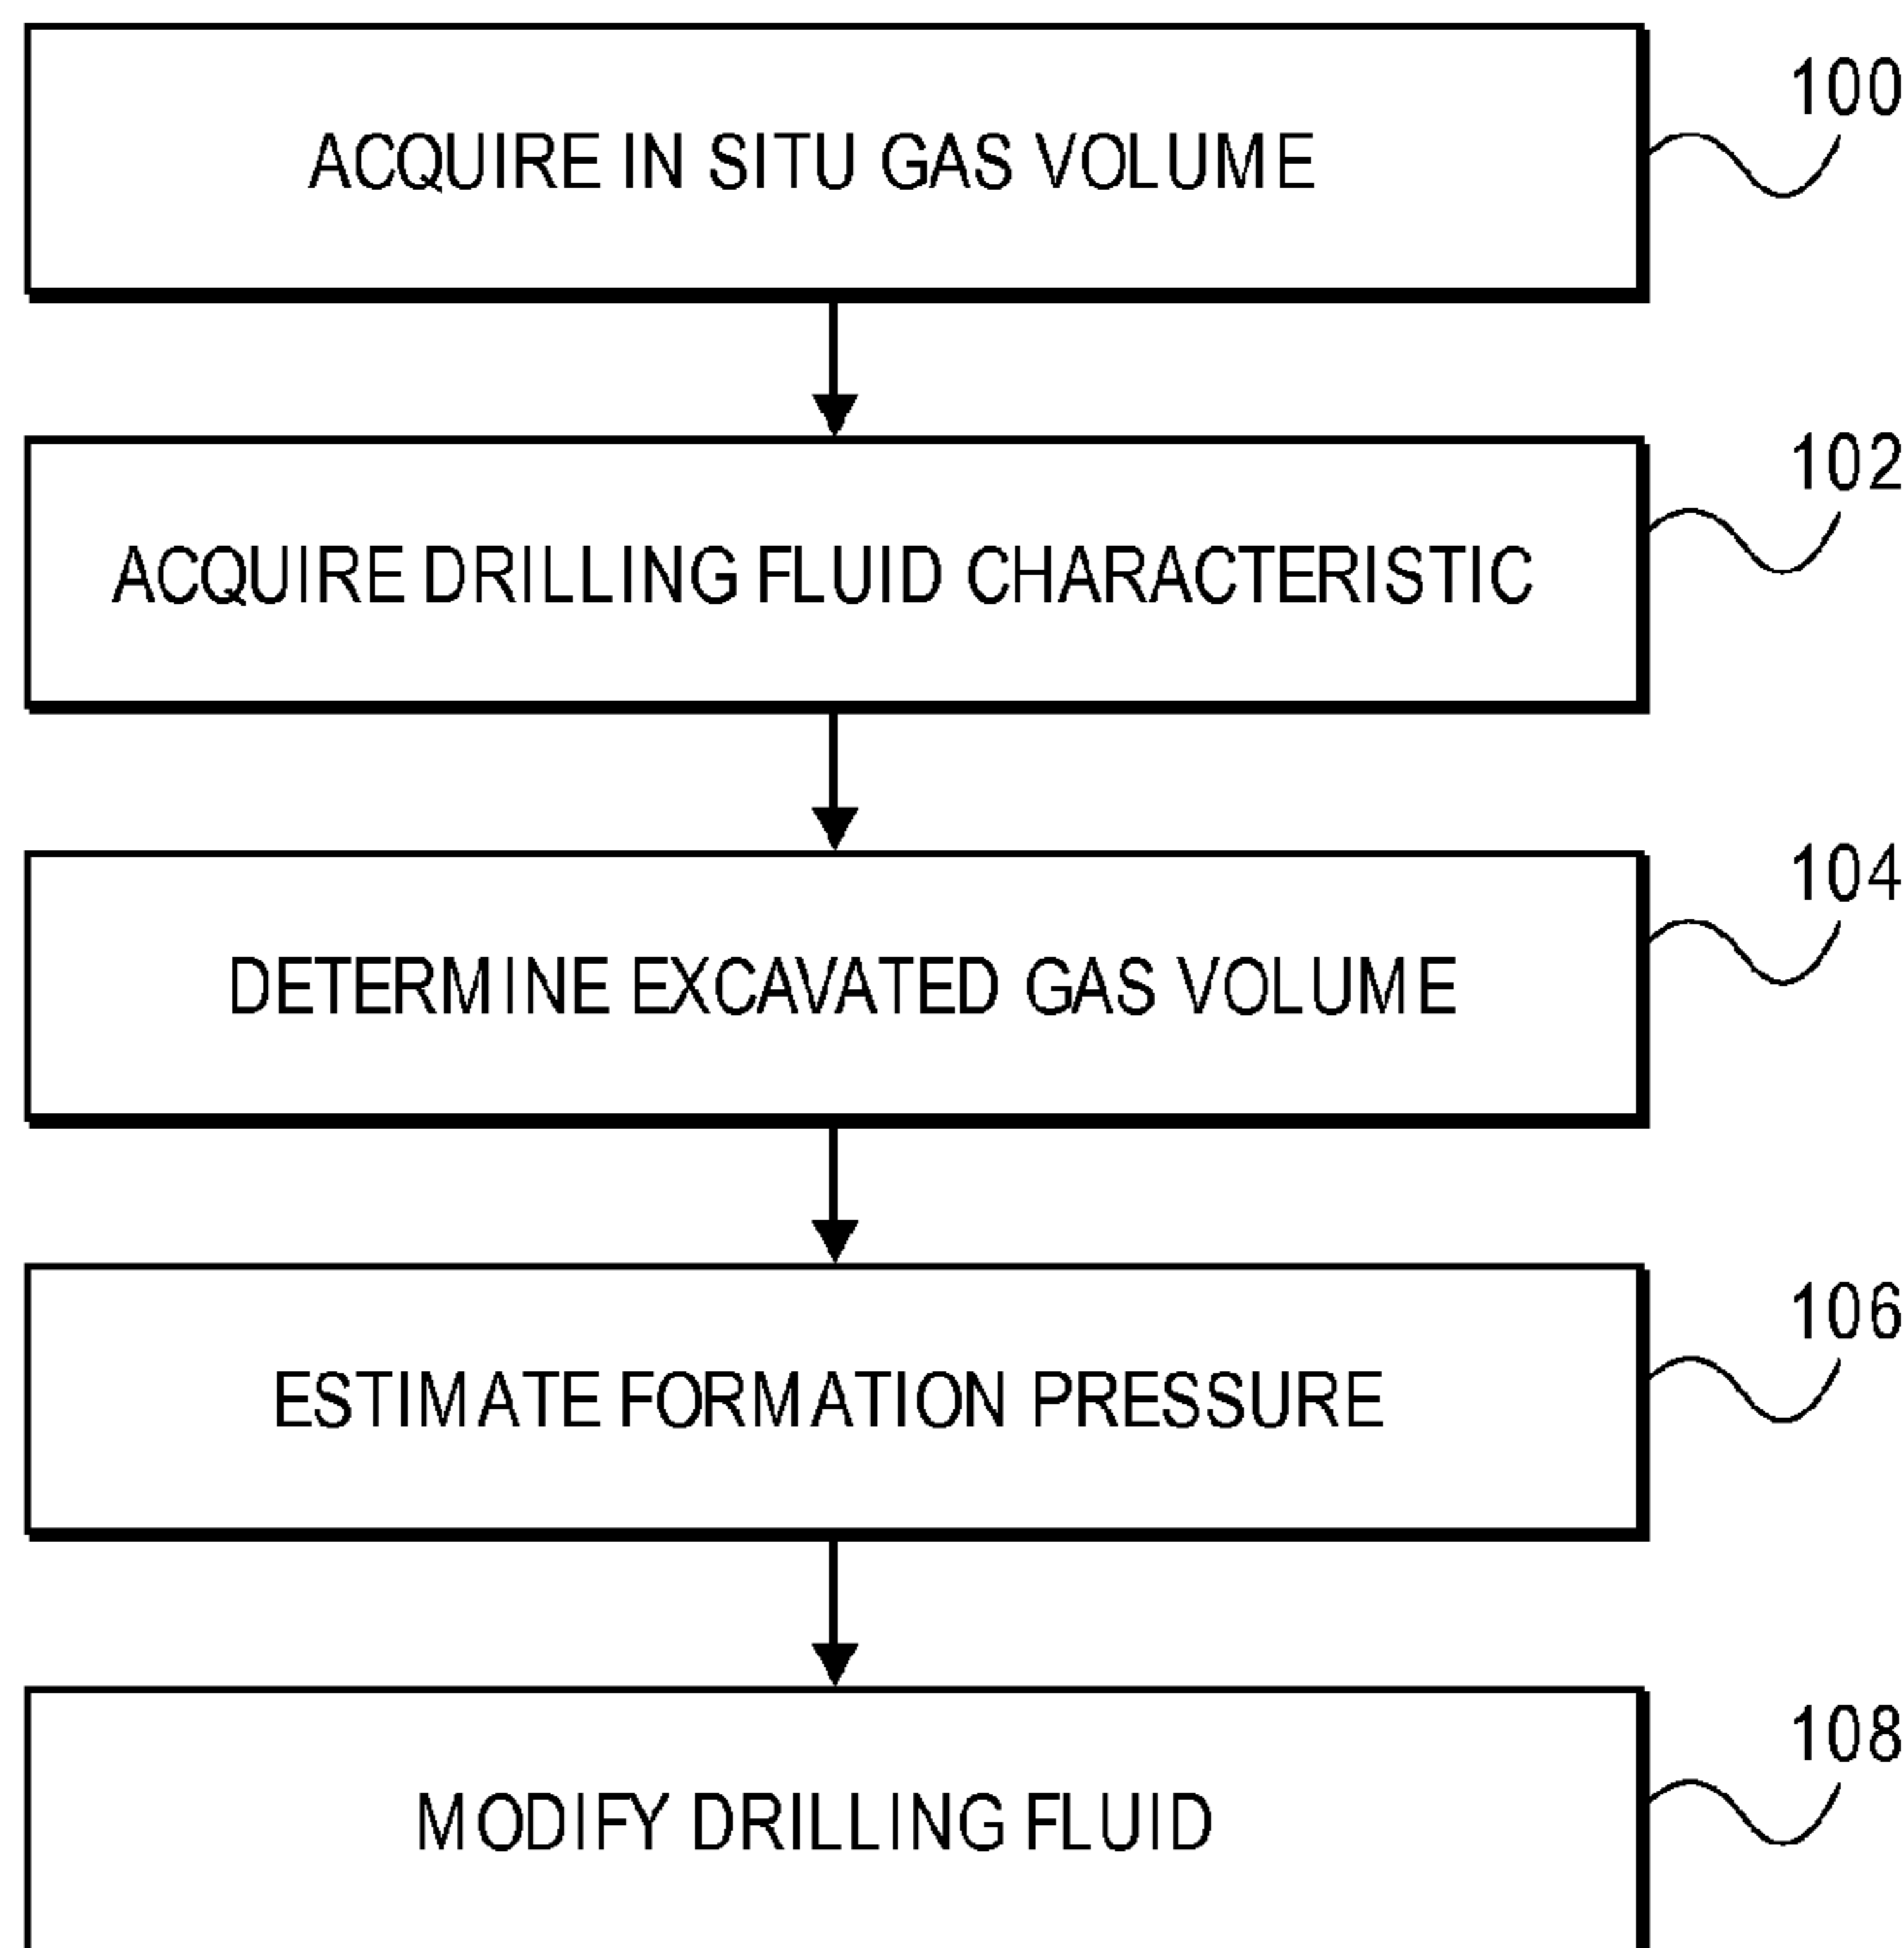 ACQUIRE IN SITU GAS VOLUME
100
ACQUIRE DRILLING FLUID CHARACTERISTIC
102
DETERMINE EXCAVATED GAS VOLUME
104
ESTIMATE FORMATION PRESSURE
106
MODIFY DRILLING FLUID
108